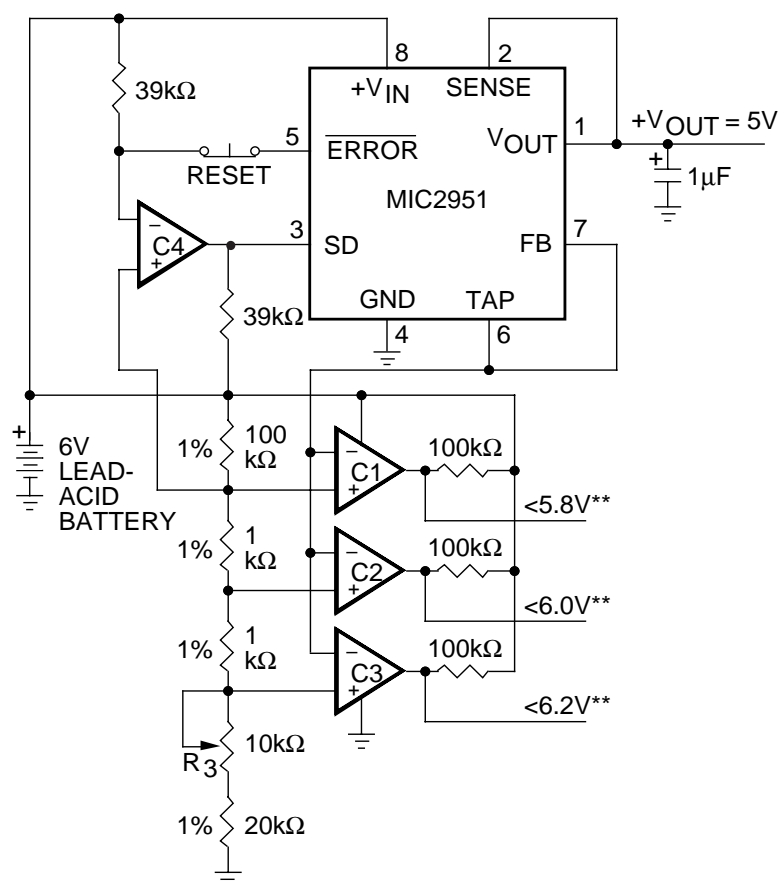 8
2
39kΩ
+VIN
SENSE
5
ERROR
VOUT
1
+VOUT = 5V
RESET
+
1µF
MIC2951
−
C4
+
3
SD
FB
7
39kΩ
GND
TAP
4
6
+
6V
LEAD-
ACID
BATTERY
1%
100
kΩ
−
C1
+
100kΩ
<5.8V**
1%
1
kΩ
−
C2
+
100kΩ
<6.0V**
1%
1
kΩ
−
C3
+
100kΩ
<6.2V**
R3
10kΩ
1%
20kΩ